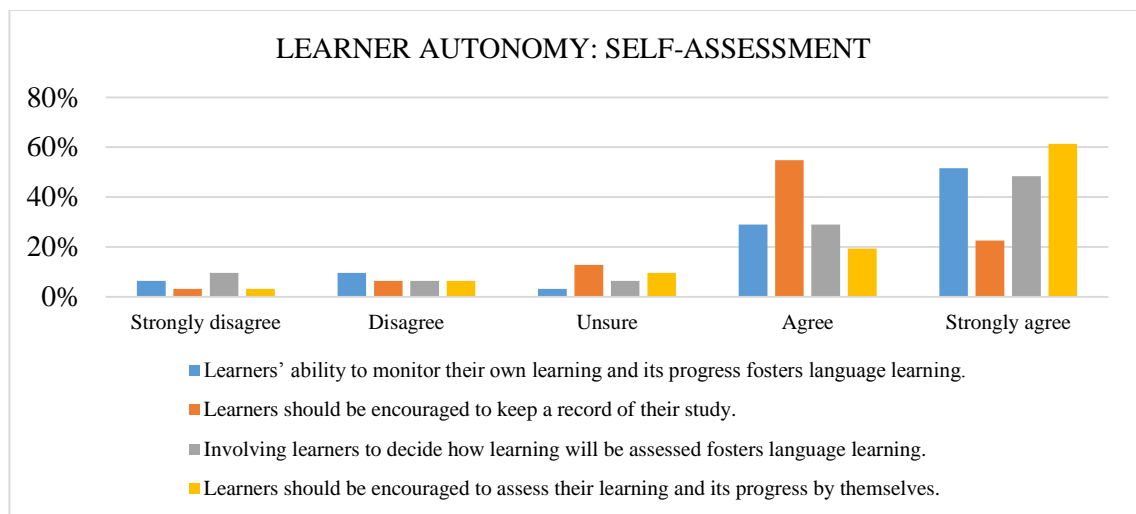 LEARNER AUTONOMY: SELF-ASSESSMENT
80%
60%
40%
20%
0%
Strongly disagree
Disagree
Unsure
Agree
Strongly agree
Learners’ ability to monitor their own learning and its progress fosters language learning.
Learners should be encouraged to keep a record of their study.
Involving learners to decide how learning will be assessed fosters language learning.
Learners should be encouraged to assess their learning and its progress by themselves.